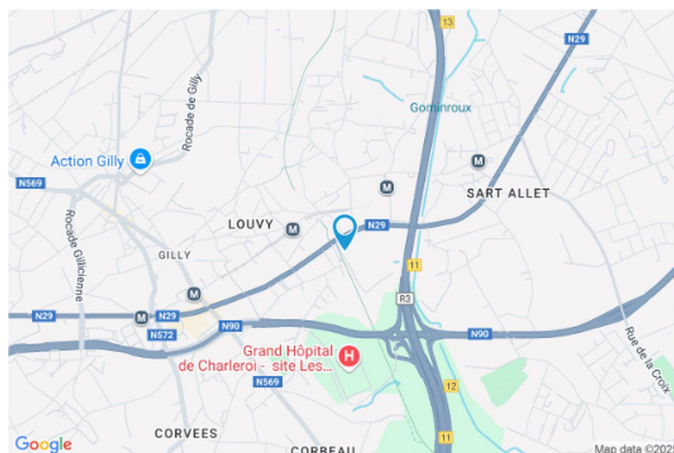 13
N29
Gominroux
Rocade de Gilly
Action Gilly
N569
SART ALLET
LOUVY
N29
Rocade Gillicienne
GILLY
11
R3
N29
N29
N572
N90
N90
Grand Hôpital
de Charleroi - site Les...
N569
12
Rue de la Croix
CORVEES
CORBEAU
11
Google
Map data ©2025